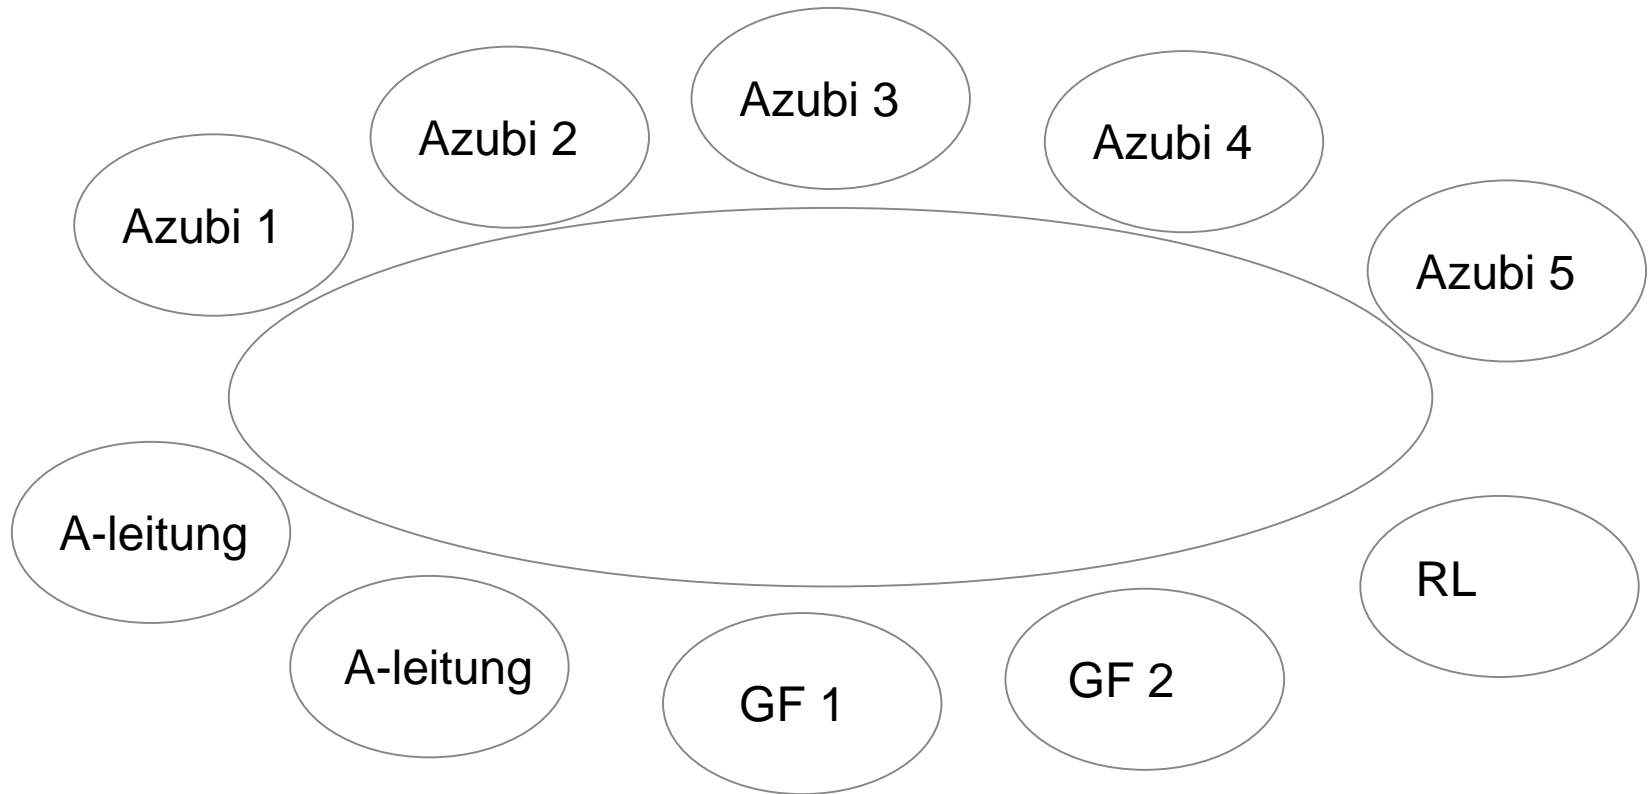 Azubi 3
Azubi 2
Azubi 4
Azubi 1
Azubi 5
A-leitung
RL
A-leitung
GF 1
GF 2